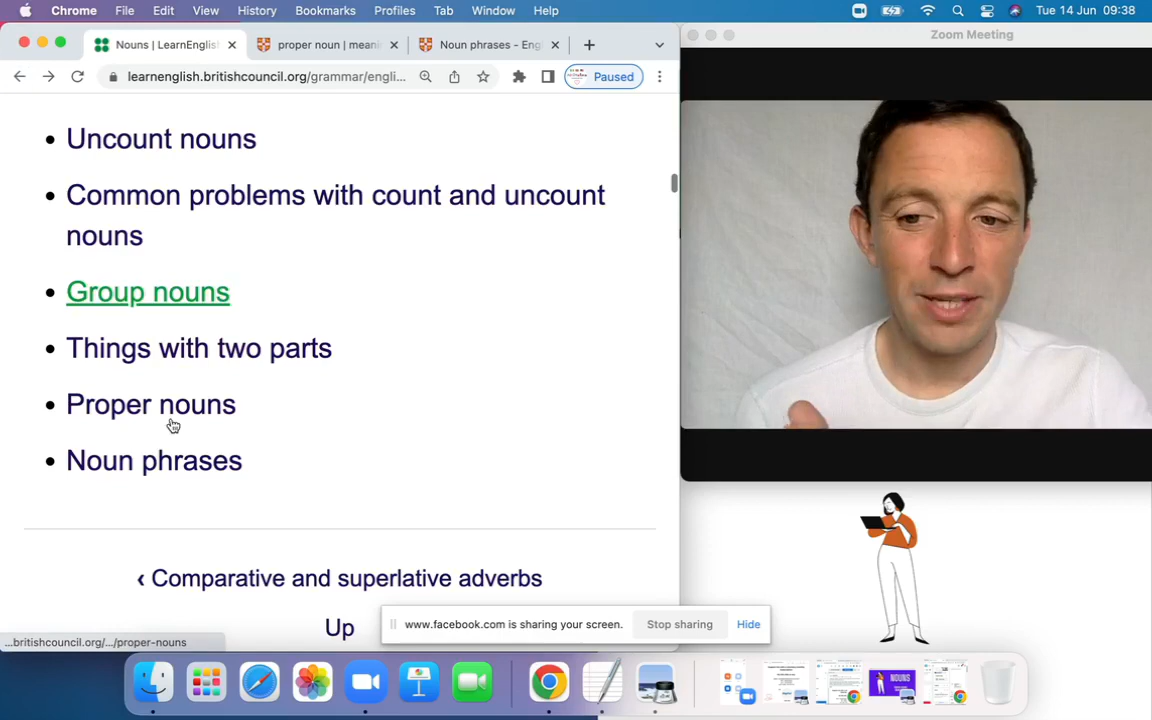 Chrome File Edit View History Bookmarks Profiles Tab Window Help
Tue 14 Jun 09:38
Nouns | LearnEnglis
proper noun | meani
Noun phrases - Eng
Zoom Meeting
learnenglish.britishcouncil.org/grammar/engli...
Paused
• Uncount nouns
• Common problems with count and uncount
nouns
• Group nouns
• Things with two parts
• Proper nouns
• Noun phrases
‹ Comparative and superlative adverbs
Up
www.facebook.com is sharing your screen. Stop sharing Hide
...britishcouncil.org/.../proper-nouns
NOUNS